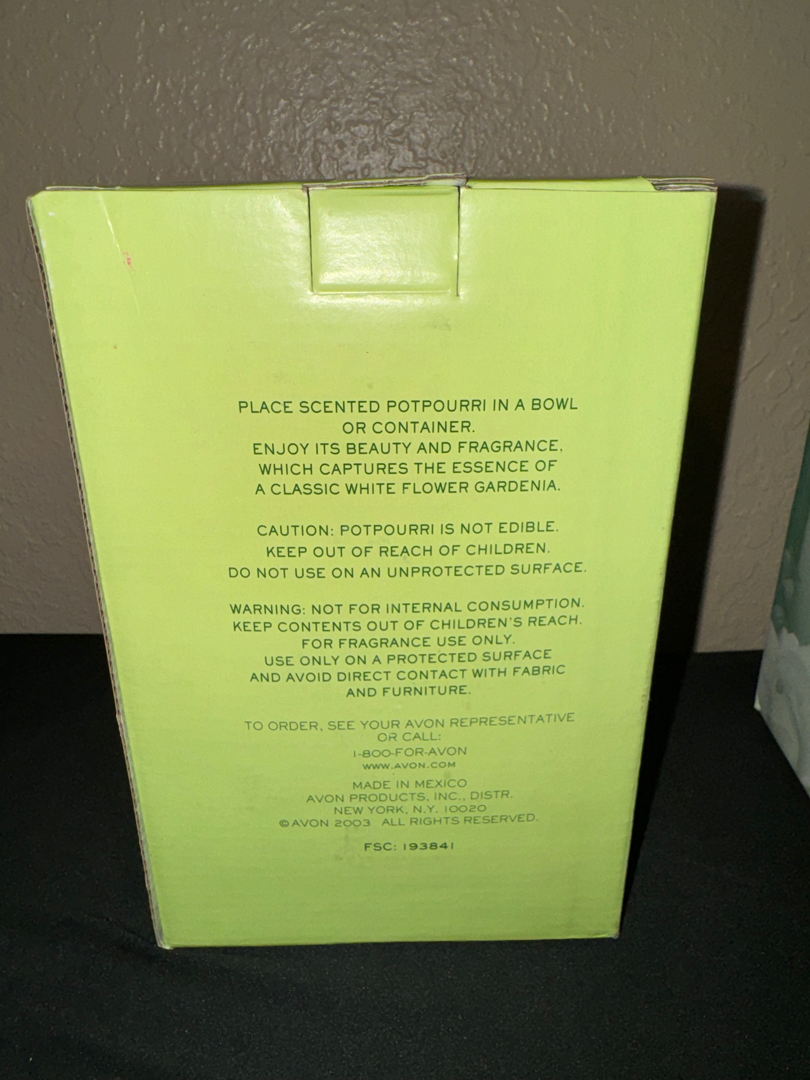 PLACE SCENTED POTPOURRI IN A BOWL
OR CONTAINER.
ENJOY ITS BEAUTY AND FRAGRANCE,
WHICH CAPTURES THE ESSENCE OF
A CLASSIC WHITE FLOWER GARDENIA.
CAUTION: POTPOURRI IS NOT EDIBLE.
KEEP OUT OF REACH OF CHILDREN.
DO NOT USE ON AN UNPROTECTED SURFACE.
WARNING: NOT FOR INTERNAL CONSUMPTION.
KEEP CONTENTS OUT OF CHILDREN'S REACH.
FOR FRAGRANCE USE ONLY.
USE ONLY ON A PROTECTED SURFACE
AND AVOID DIRECT CONTACT WITH FABRIC
AND FURNITURE.
TO ORDER, SEE YOUR AVON REPRESENTATIVE
OR CALL:
1-800-FOR-AVON
WWW.AVON.COM
MADE IN MEXICO
AVON PRODUCTS, INC., DISTR.
NEW YORK, N.Y. 10020
©AVON 2003 ALL RIGHTS RESERVED.
FSC: 193841